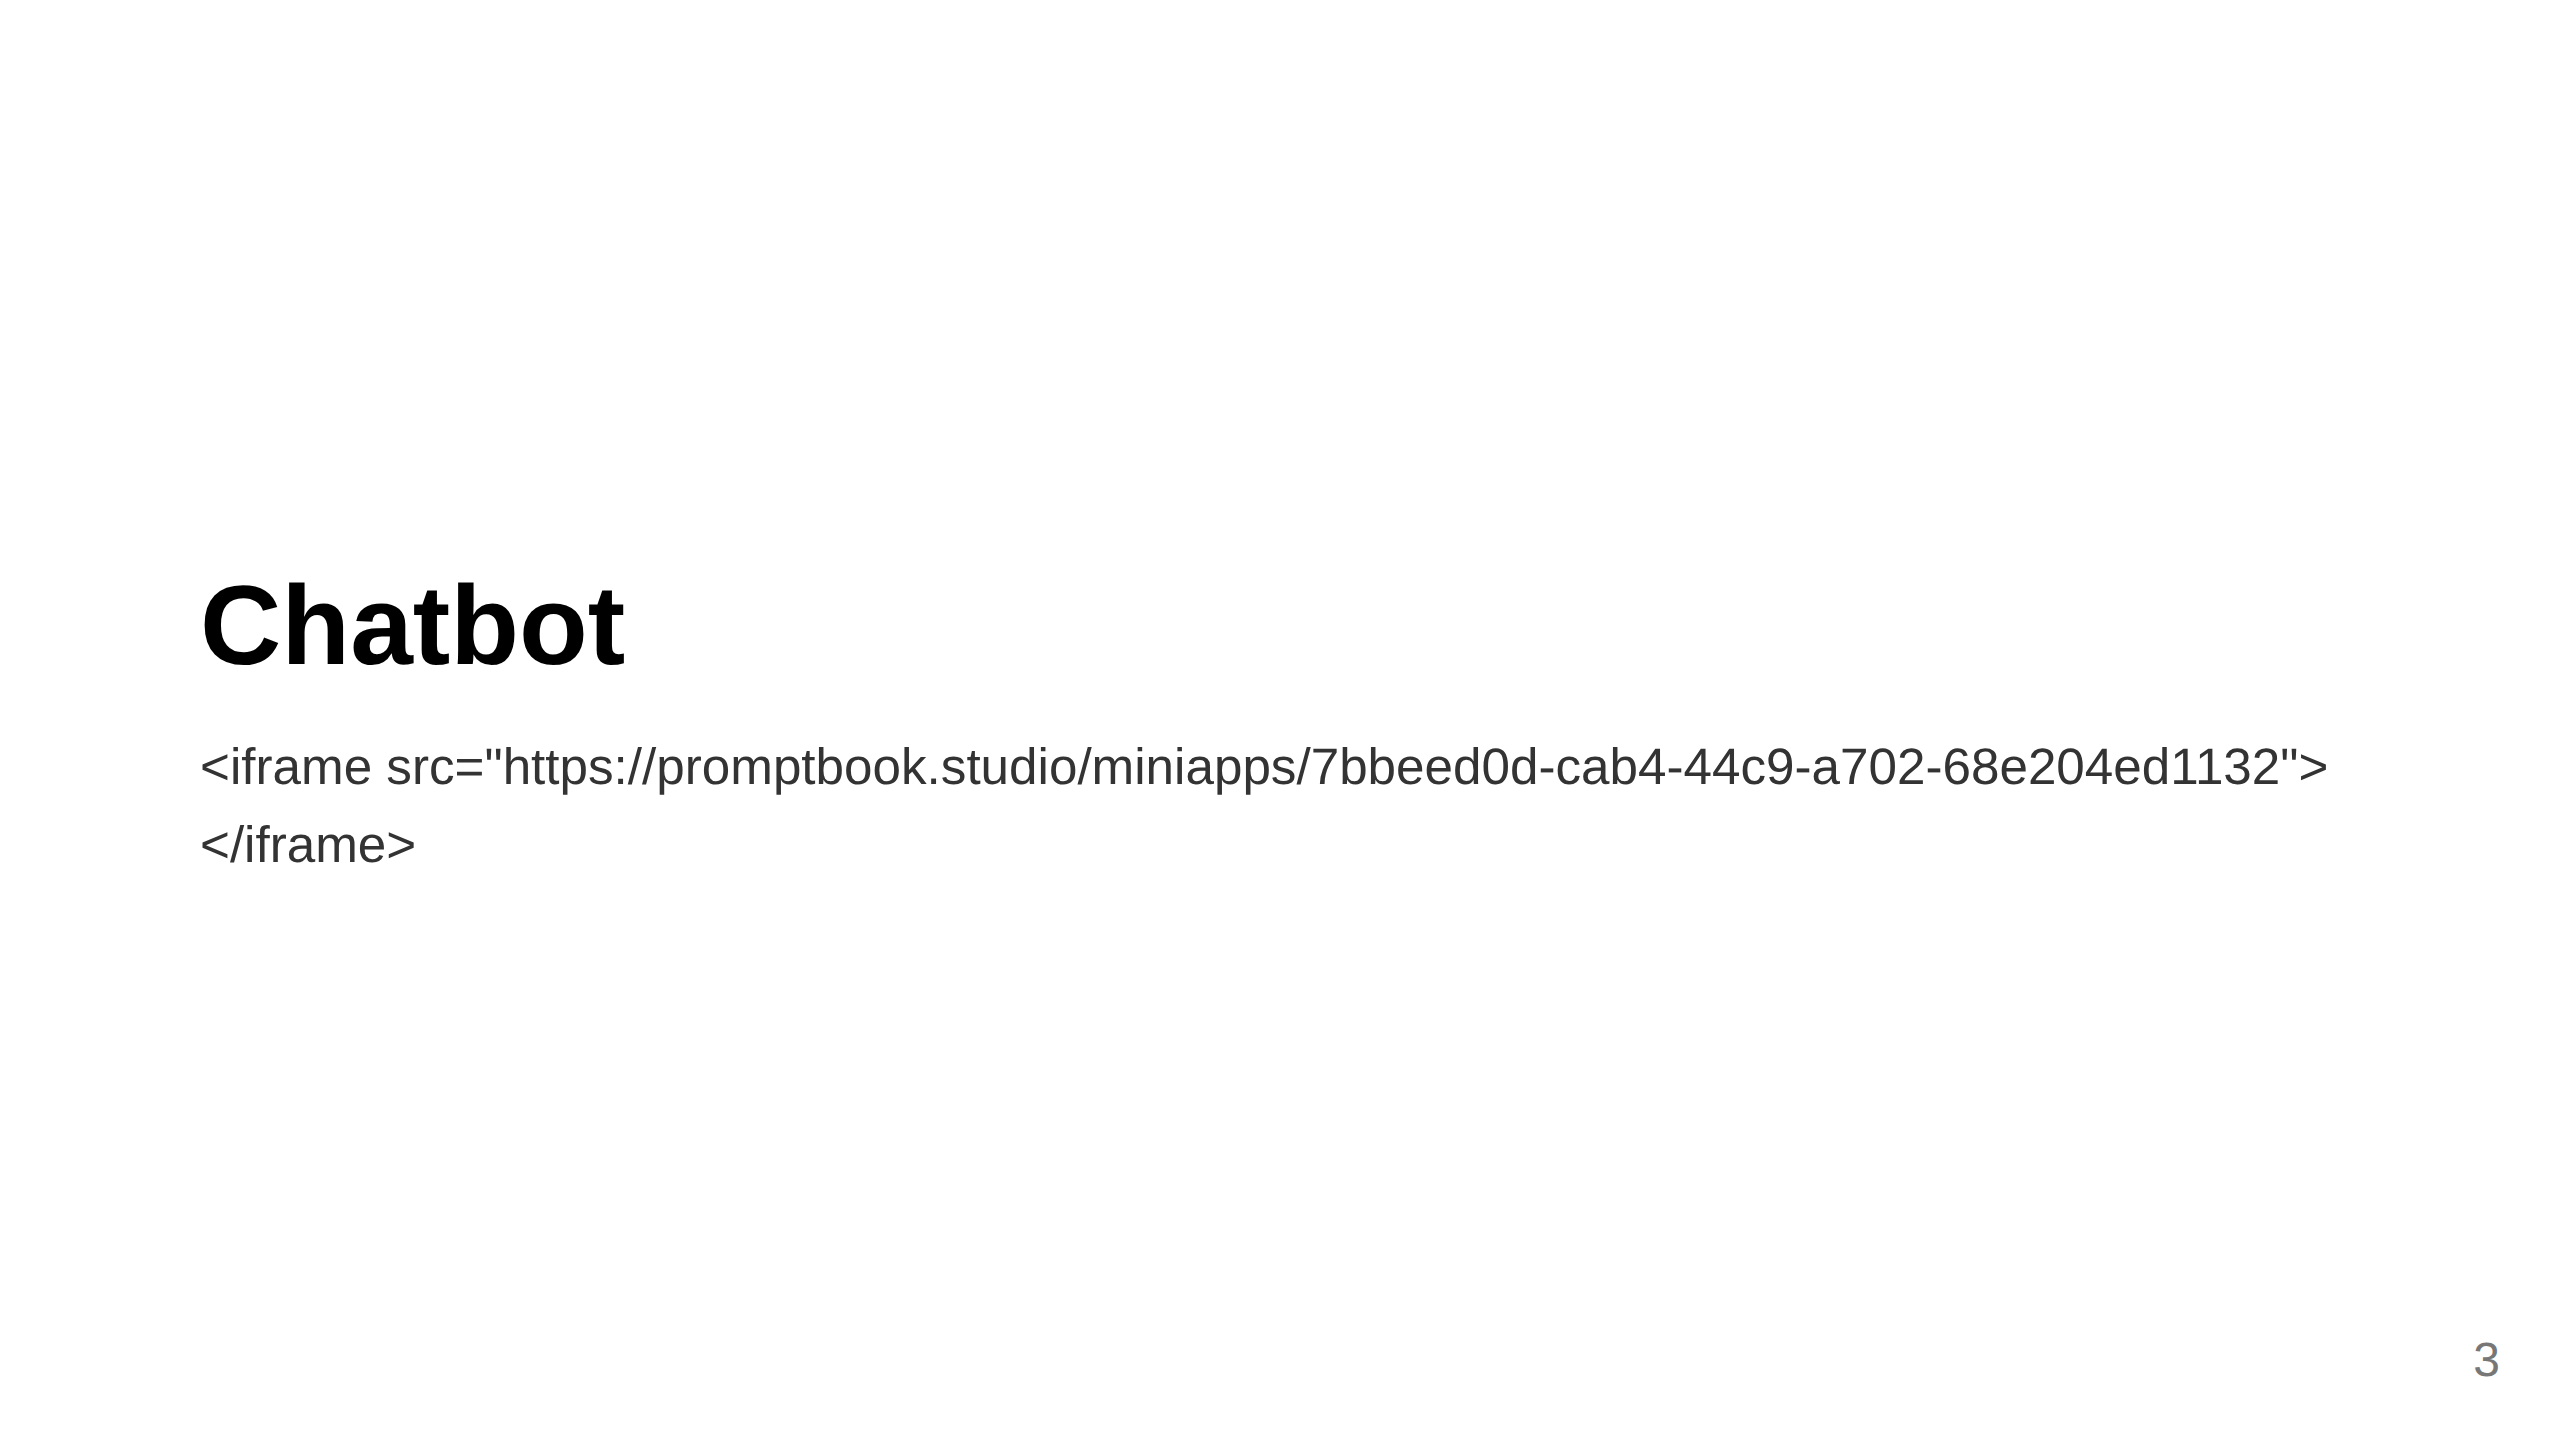 Chatbot
<iframe src="https://promptbook.studio/miniapps/7bbeed0d-cab4-44c9-a702-68e204ed1132">
</iframe>
3